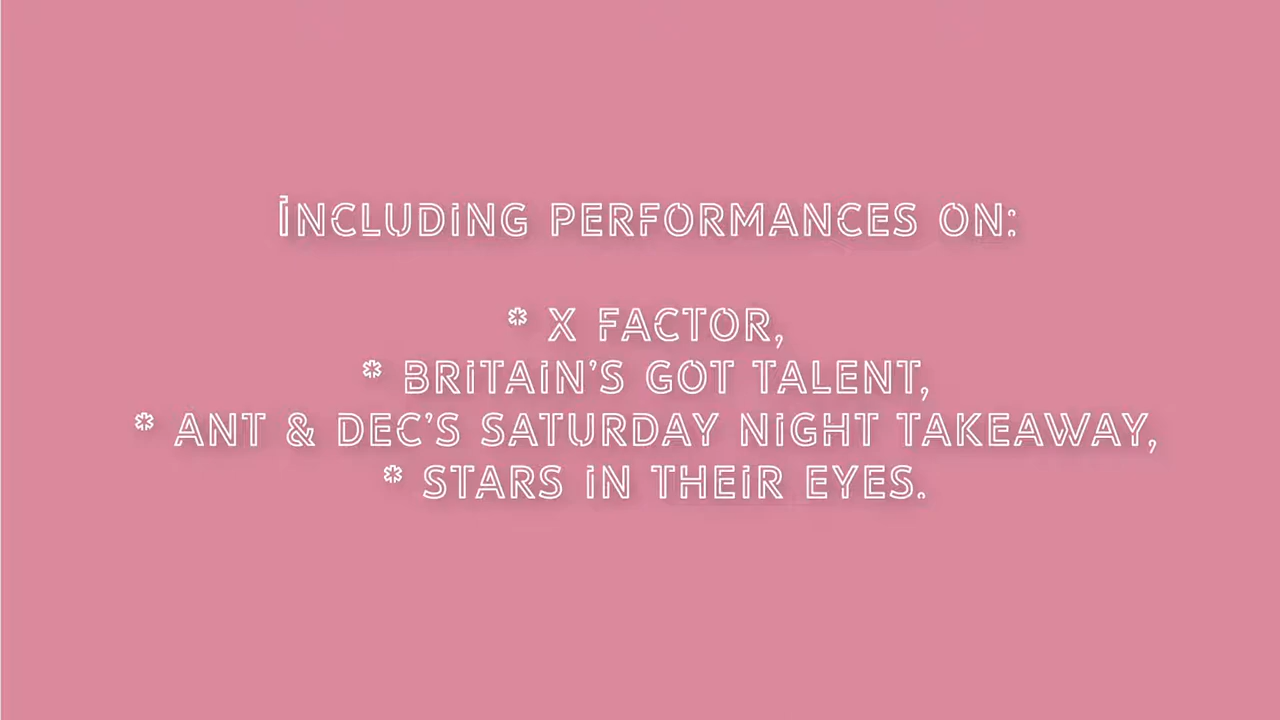 INCLUDING PERFORMANCES ON:
* X FACTOR,
* BRITAIN'S GOT TALENT,
* ANT & DEC'S SATURDAY NIGHT TAKEAWAY,
* STARS IN THEIR EYES.